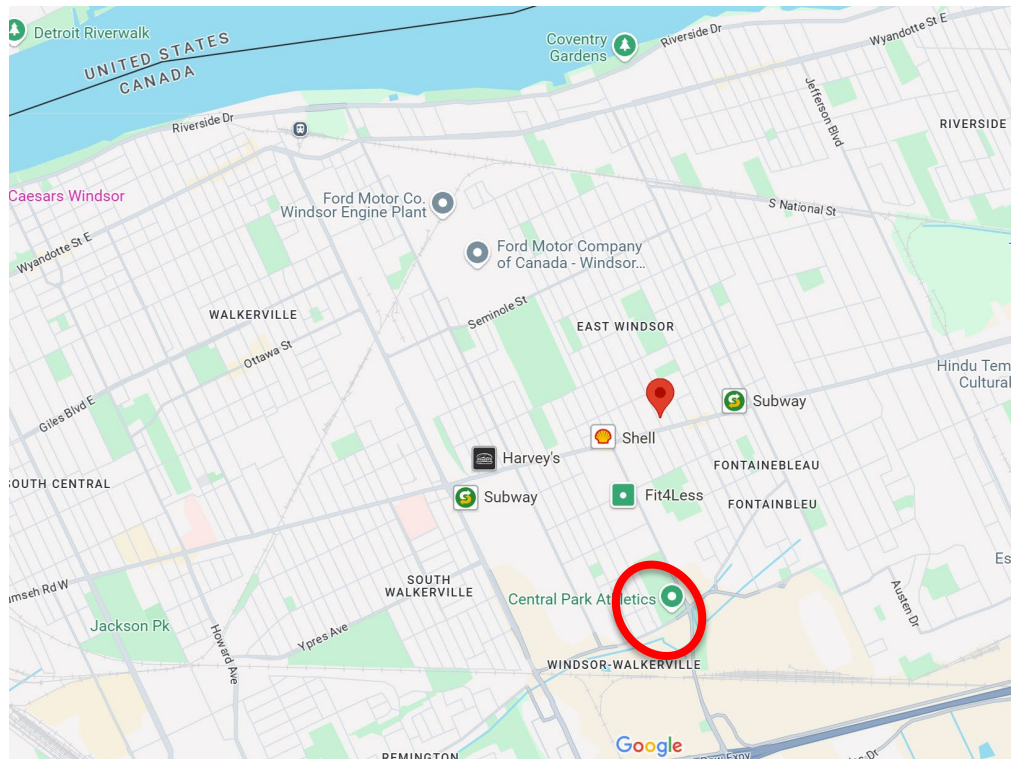 Detroit Riverwalk
UNITED STATES
CANADA
Coventry
Gardens
Riverside Dr
Wyandotte St E
Jefferson Blvd
RIVERSIDE
Riverside Dr
Caesars Windsor
Ford Motor Co.
Windsor Engine Plant
S National St
Wyandotte St E
Ford Motor Company
of Canada - Windsor...
Seminole St
WALKERVILLE
EAST WINDSOR
Ottawa St
Hindu Tem
Cultural
Giles Blvd E
Subway
Shell
Harvey's
FONTAINEBLEAU
OUTH CENTRAL
Subway
Fit4Less
FONTAINBLEU
Es
SOUTH
WALKERVILLE
mseh Rd W
Central Park Athletics
Austen Dr
Jackson Pk
Howard Ave
Ypres Ave
WINDSOR-WALKERVILLE
Google
REMINGTON